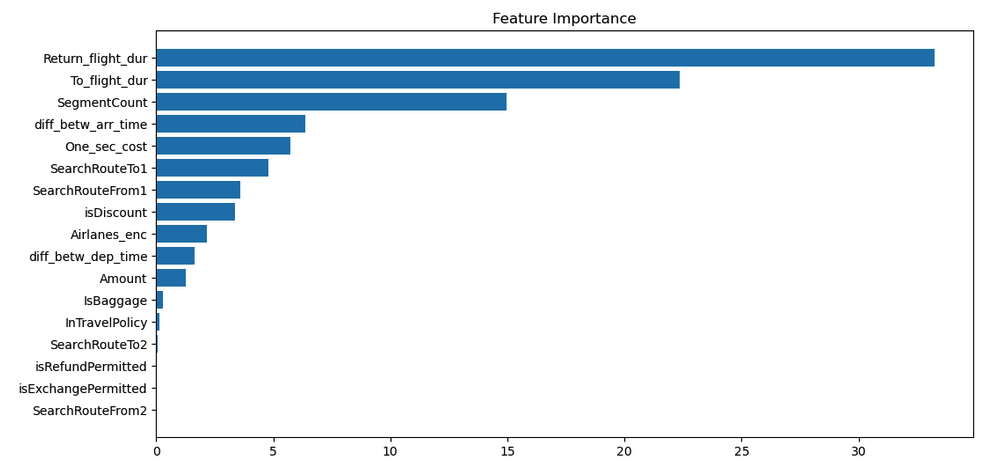 Feature Importance
Return_flight_dur
To_flight_dur
SegmentCount
diff_betw_arr_time
One_sec_cost
SearchRouteTo1
SearchRouteFrom1
isDiscount
Airlanes_enc
diff_betw_dep_time
Amount
IsBaggage
InTravelPolicy
SearchRouteTo2
isRefundPermitted
isExchangePermitted
SearchRouteFrom2
0 5 10 15 20 25 30